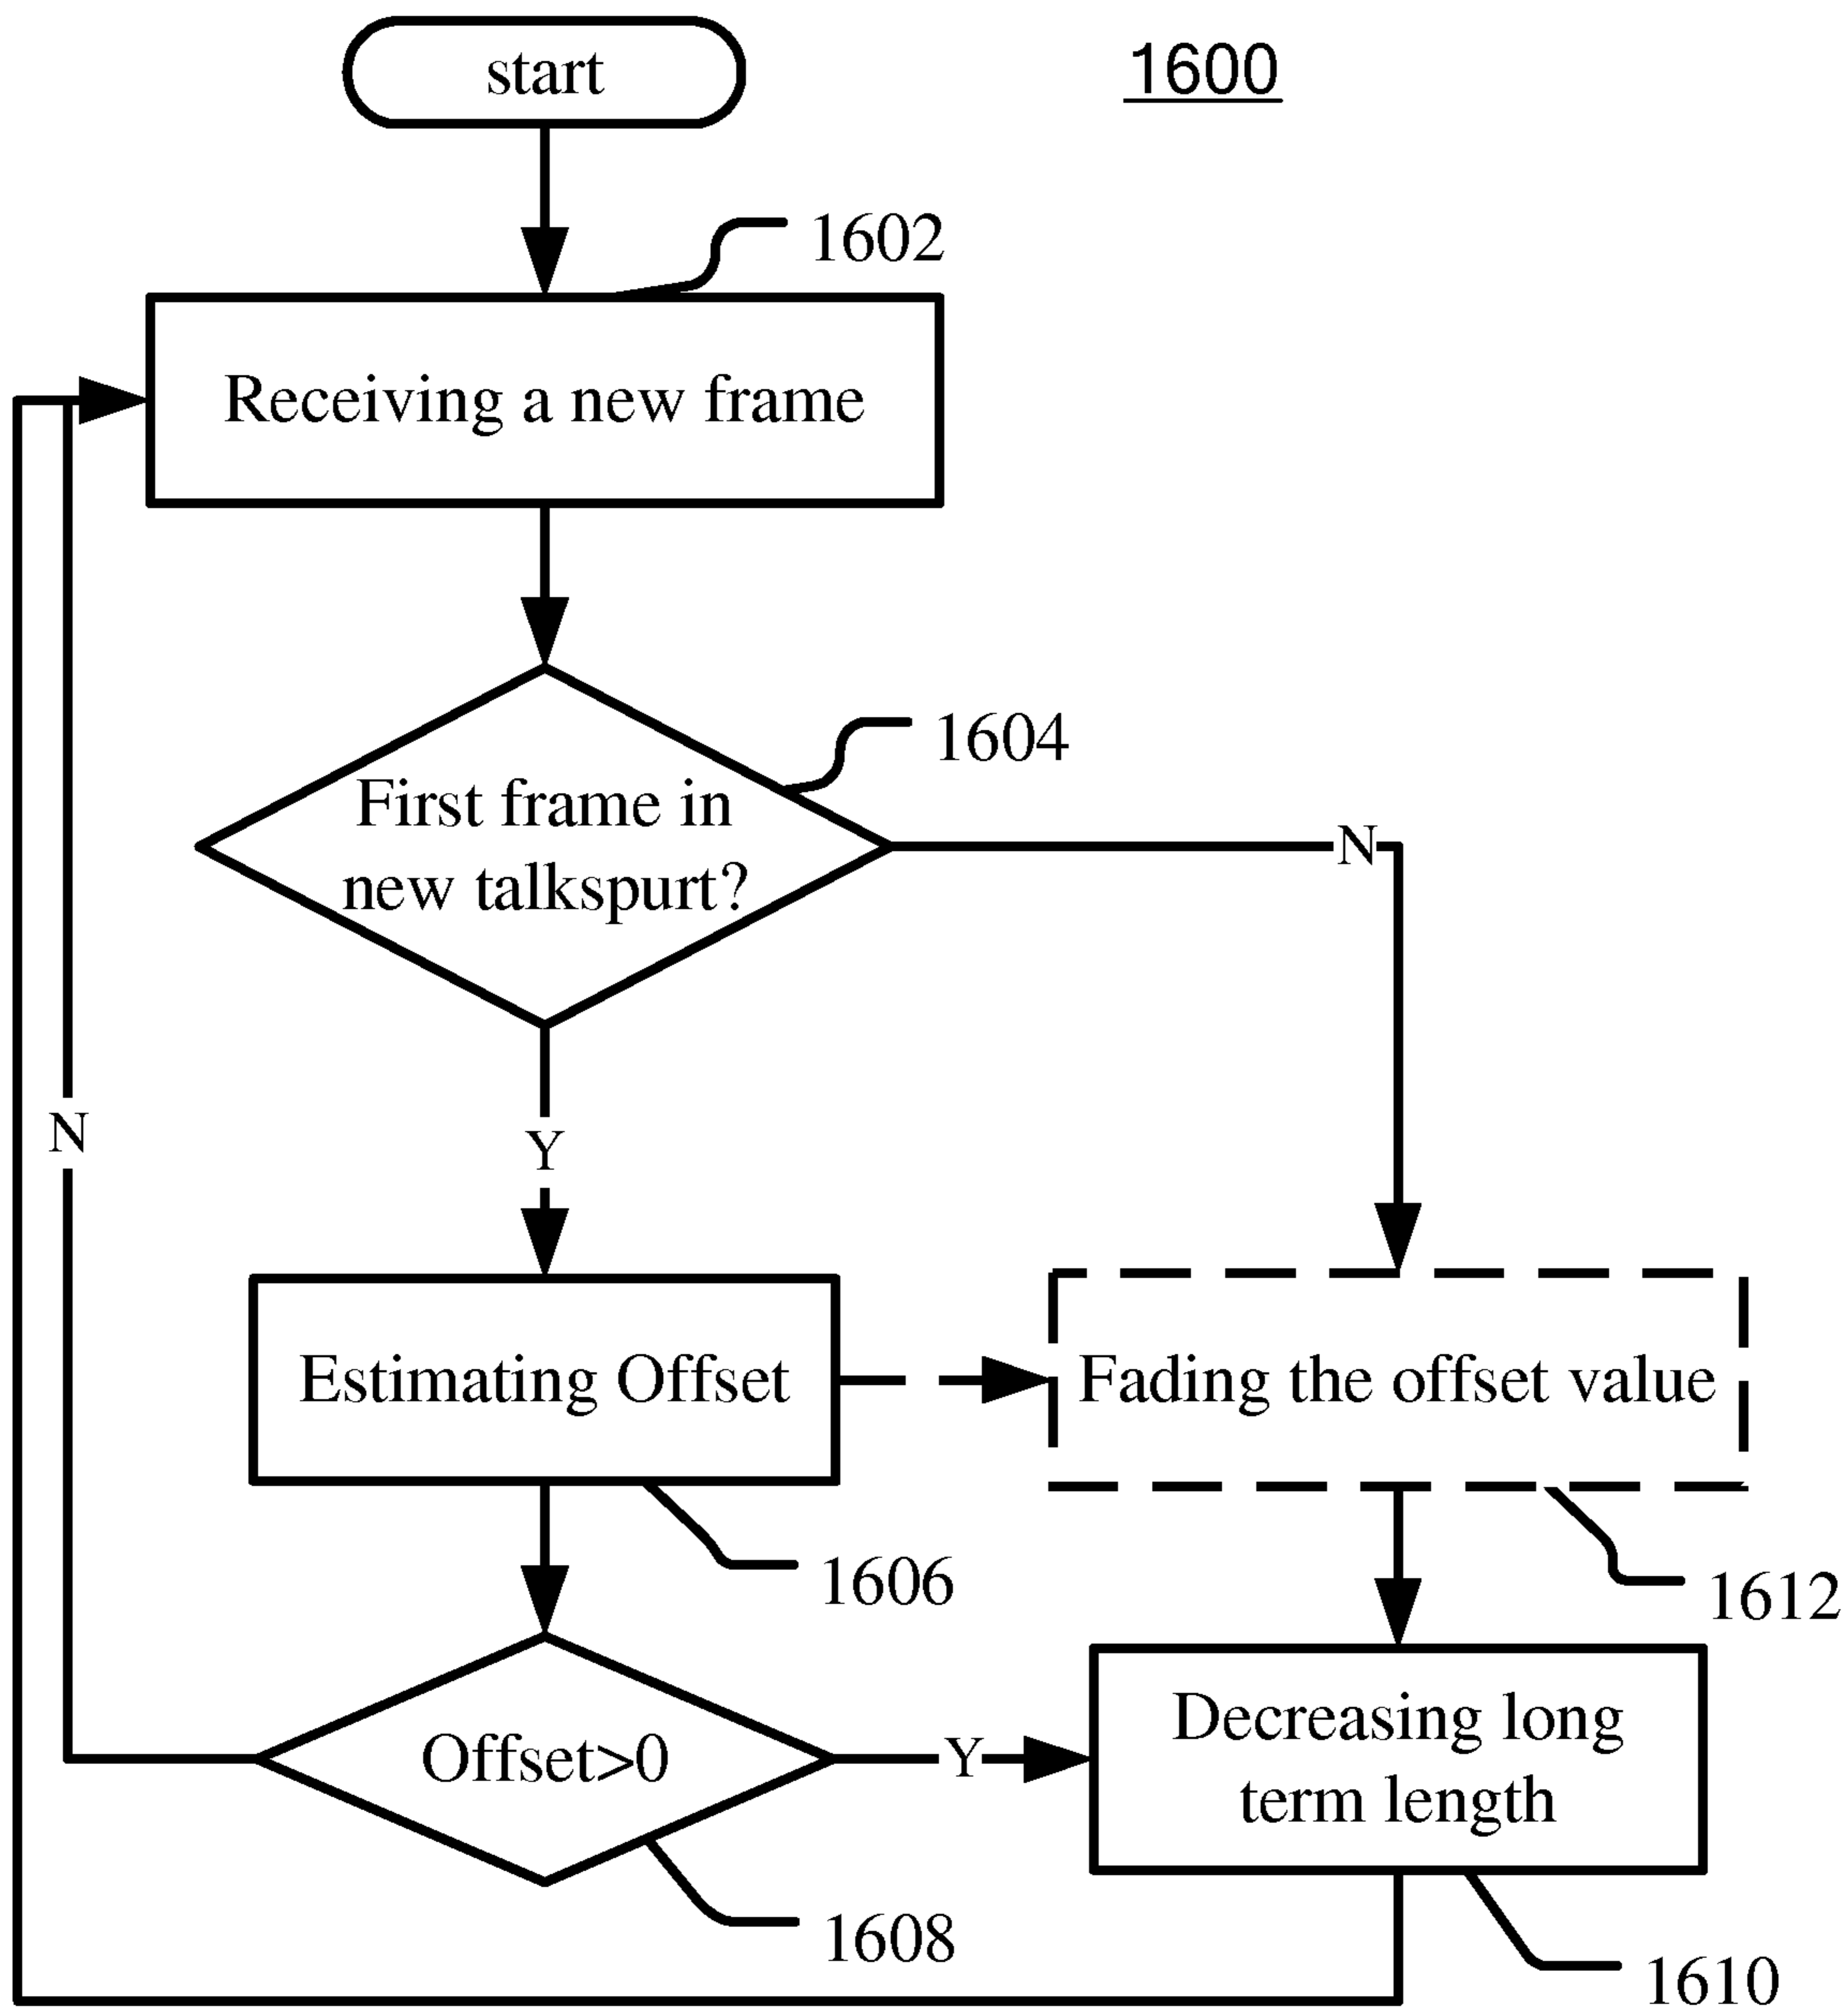 start
1600
1602
Receiving a new frame
1604
First frame in
new talkspurt?
N
N
Y
Estimating Offset
Fading the offset value
1606
1612
Offset>0
Y
Decreasing long
term length
1608
1610